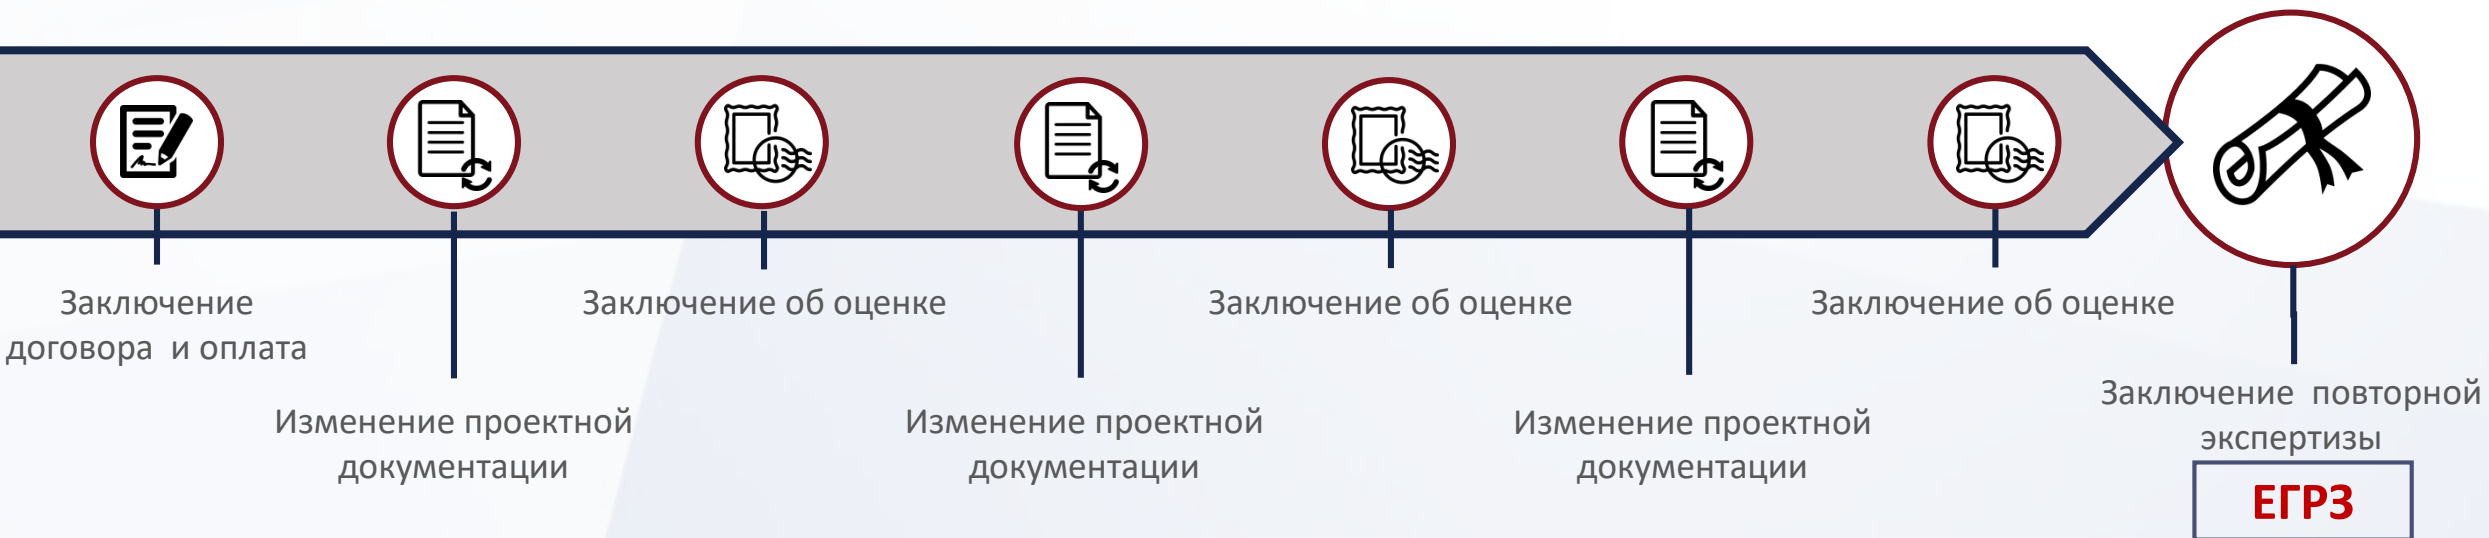 Заключение
договора и оплата
Изменение проектной
документации
Заключение об оценке
Изменение проектной
документации
Заключение об оценке
Изменение проектной
документации
Заключение об оценке
Заключение повторной
экспертизы
ЕГРЗ